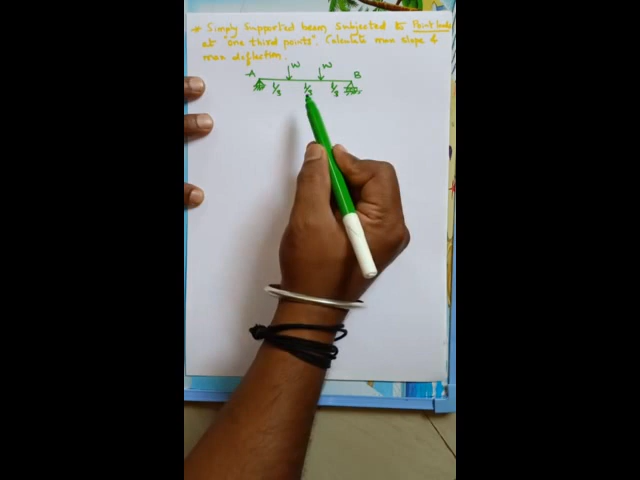 * Simply Supported beam subjected to Point loads
at "one third points". Calculate max slope &
max deflection.
W W
A B
L/3 L/3 L/3